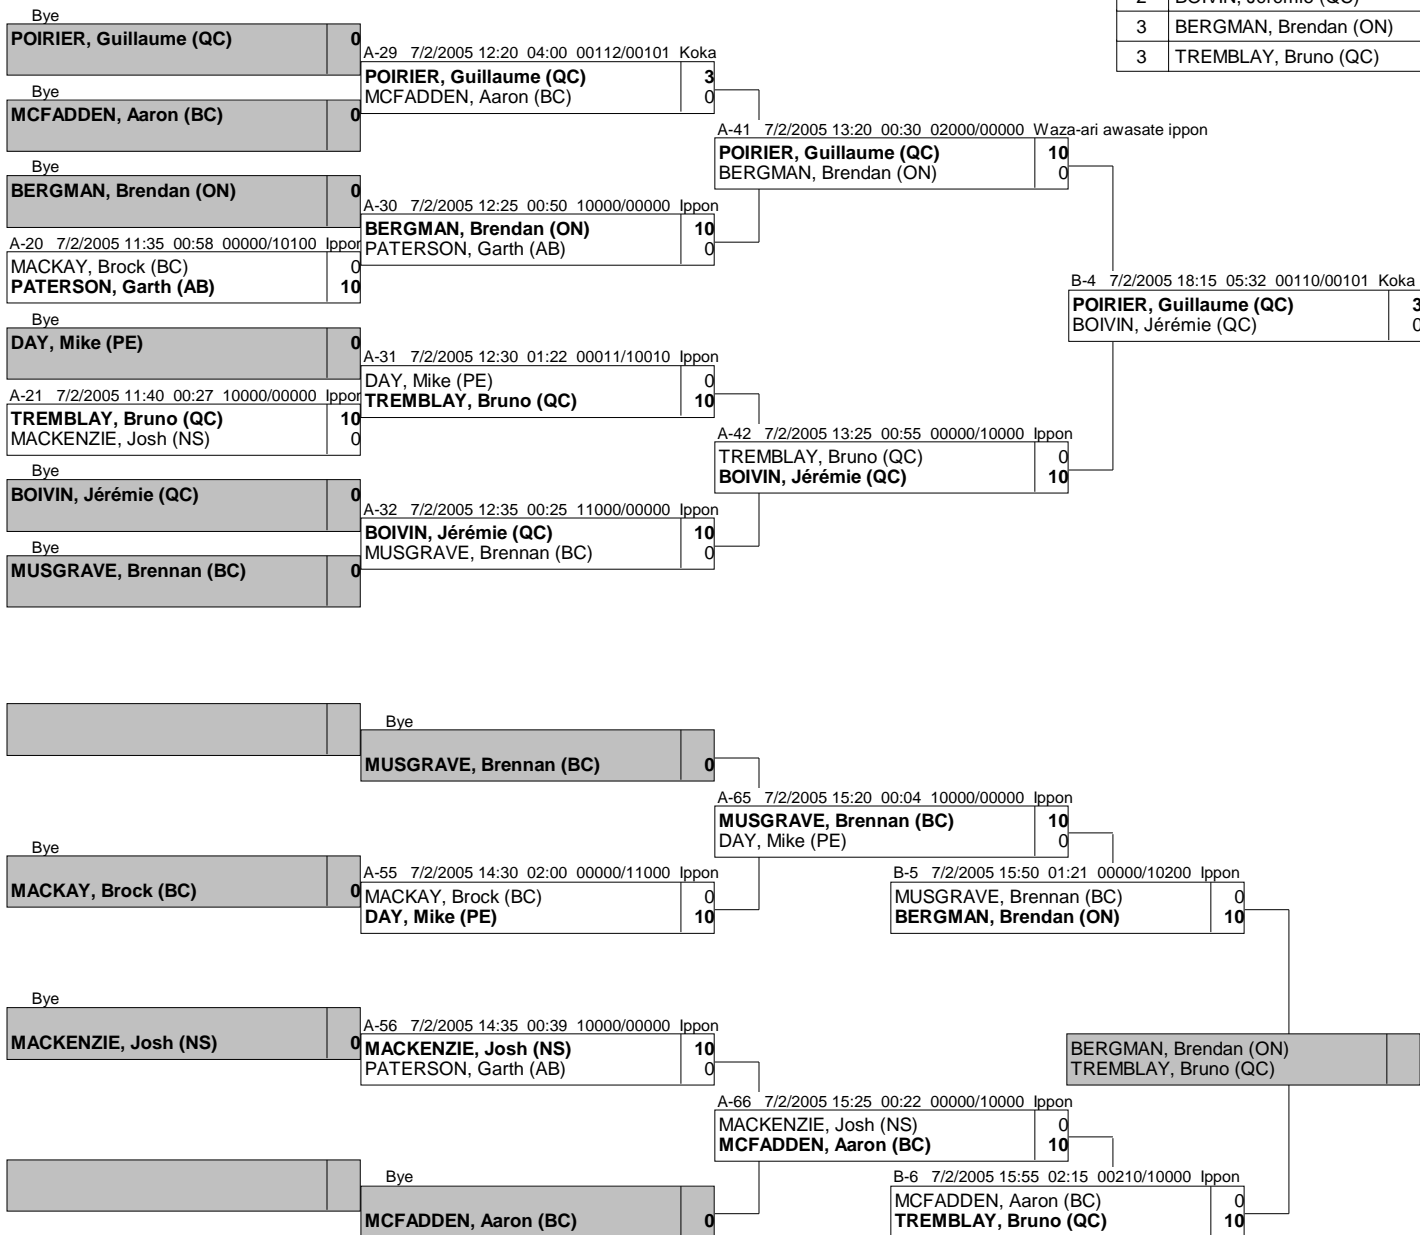 2 BOIVIN, Jérémie (QC)
3 BERGMAN, Brendan (ON)
3 TREMBLAY, Bruno (QC)
Bye
POIRIER, Guillaume (QC) 0
Bye
MCFADDEN, Aaron (BC) 0
Bye
BERGMAN, Brendan (ON) 0
A-20 7/2/2005 11:35 00:58 00000/10100 Ippon
MACKAY, Brock (BC) 0
PATERSON, Garth (AB) 10
Bye
DAY, Mike (PE) 0
A-21 7/2/2005 11:40 00:27 10000/00000 Ippon
TREMBLAY, Bruno (QC) 10
MACKENZIE, Josh (NS) 0
Bye
BOIVIN, Jérémie (QC) 0
Bye
MUSGRAVE, Brennan (BC) 0
A-29 7/2/2005 12:20 04:00 00112/00101 Koka
POIRIER, Guillaume (QC) 3
MCFADDEN, Aaron (BC) 0
A-30 7/2/2005 12:25 00:50 10000/00000 Ippon
BERGMAN, Brendan (ON) 10
PATERSON, Garth (AB) 0
A-31 7/2/2005 12:30 01:22 00011/10010 Ippon
DAY, Mike (PE) 0
TREMBLAY, Bruno (QC) 10
A-32 7/2/2005 12:35 00:25 11000/00000 Ippon
BOIVIN, Jérémie (QC) 10
MUSGRAVE, Brennan (BC) 0
A-41 7/2/2005 13:20 00:30 02000/00000 Waza-ari awasate ippon
POIRIER, Guillaume (QC) 10
BERGMAN, Brendan (ON) 0
A-42 7/2/2005 13:25 00:55 00000/10000 Ippon
TREMBLAY, Bruno (QC) 0
BOIVIN, Jérémie (QC) 10
B-4 7/2/2005 18:15 05:32 00110/00101 Koka
POIRIER, Guillaume (QC) 3
BOIVIN, Jérémie (QC) 0
Bye
MUSGRAVE, Brennan (BC) 0
Bye
MACKAY, Brock (BC) 0
A-55 7/2/2005 14:30 02:00 00000/11000 Ippon
MACKAY, Brock (BC) 0
DAY, Mike (PE) 10
A-65 7/2/2005 15:20 00:04 10000/00000 Ippon
MUSGRAVE, Brennan (BC) 10
DAY, Mike (PE) 0
B-5 7/2/2005 15:50 01:21 00000/10200 Ippon
MUSGRAVE, Brennan (BC) 0
BERGMAN, Brendan (ON) 10
Bye
MACKENZIE, Josh (NS) 0
A-56 7/2/2005 14:35 00:39 10000/00000 Ippon
MACKENZIE, Josh (NS) 10
PATERSON, Garth (AB) 0
BERGMAN, Brendan (ON)
TREMBLAY, Bruno (QC)
A-66 7/2/2005 15:25 00:22 00000/10000 Ippon
MACKENZIE, Josh (NS) 0
MCFADDEN, Aaron (BC) 10
Bye
MCFADDEN, Aaron (BC) 0
B-6 7/2/2005 15:55 02:15 00210/10000 Ippon
MCFADDEN, Aaron (BC) 0
TREMBLAY, Bruno (QC) 10